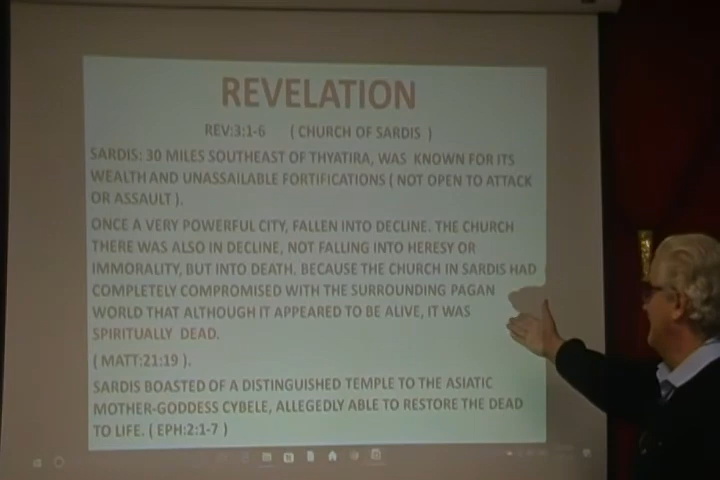 REVELATION
REV:3:1-6 ( CHURCH OF SARDIS )
SARDIS: 30 MILES SOUTHEAST OF THYATIRA, WAS KNOWN FOR ITS
WEALTH AND UNASSAILABLE FORTIFICATIONS ( NOT OPEN TO ATTACK
OR ASSAULT ).
ONCE A VERY POWERFUL CITY, FALLEN INTO DECLINE. THE CHURCH
THERE WAS ALSO IN DECLINE, NOT FALLING INTO HERESY OR
IMMORALITY, BUT INTO DEATH. BECAUSE THE CHURCH IN SARDIS HAD
COMPLETELY COMPROMISED WITH THE SURROUNDING PAGAN
WORLD THAT ALTHOUGH IT APPEARED TO BE ALIVE, IT WAS
SPIRITUALLY DEAD.
( MATT:21:19 ).
SARDIS BOASTED OF A DISTINGUISHED TEMPLE TO THE ASIATIC
MOTHER-GODDESS CYBELE, ALLEGEDLY ABLE TO RESTORE THE DEAD
TO LIFE. ( EPH:2:1-7 )